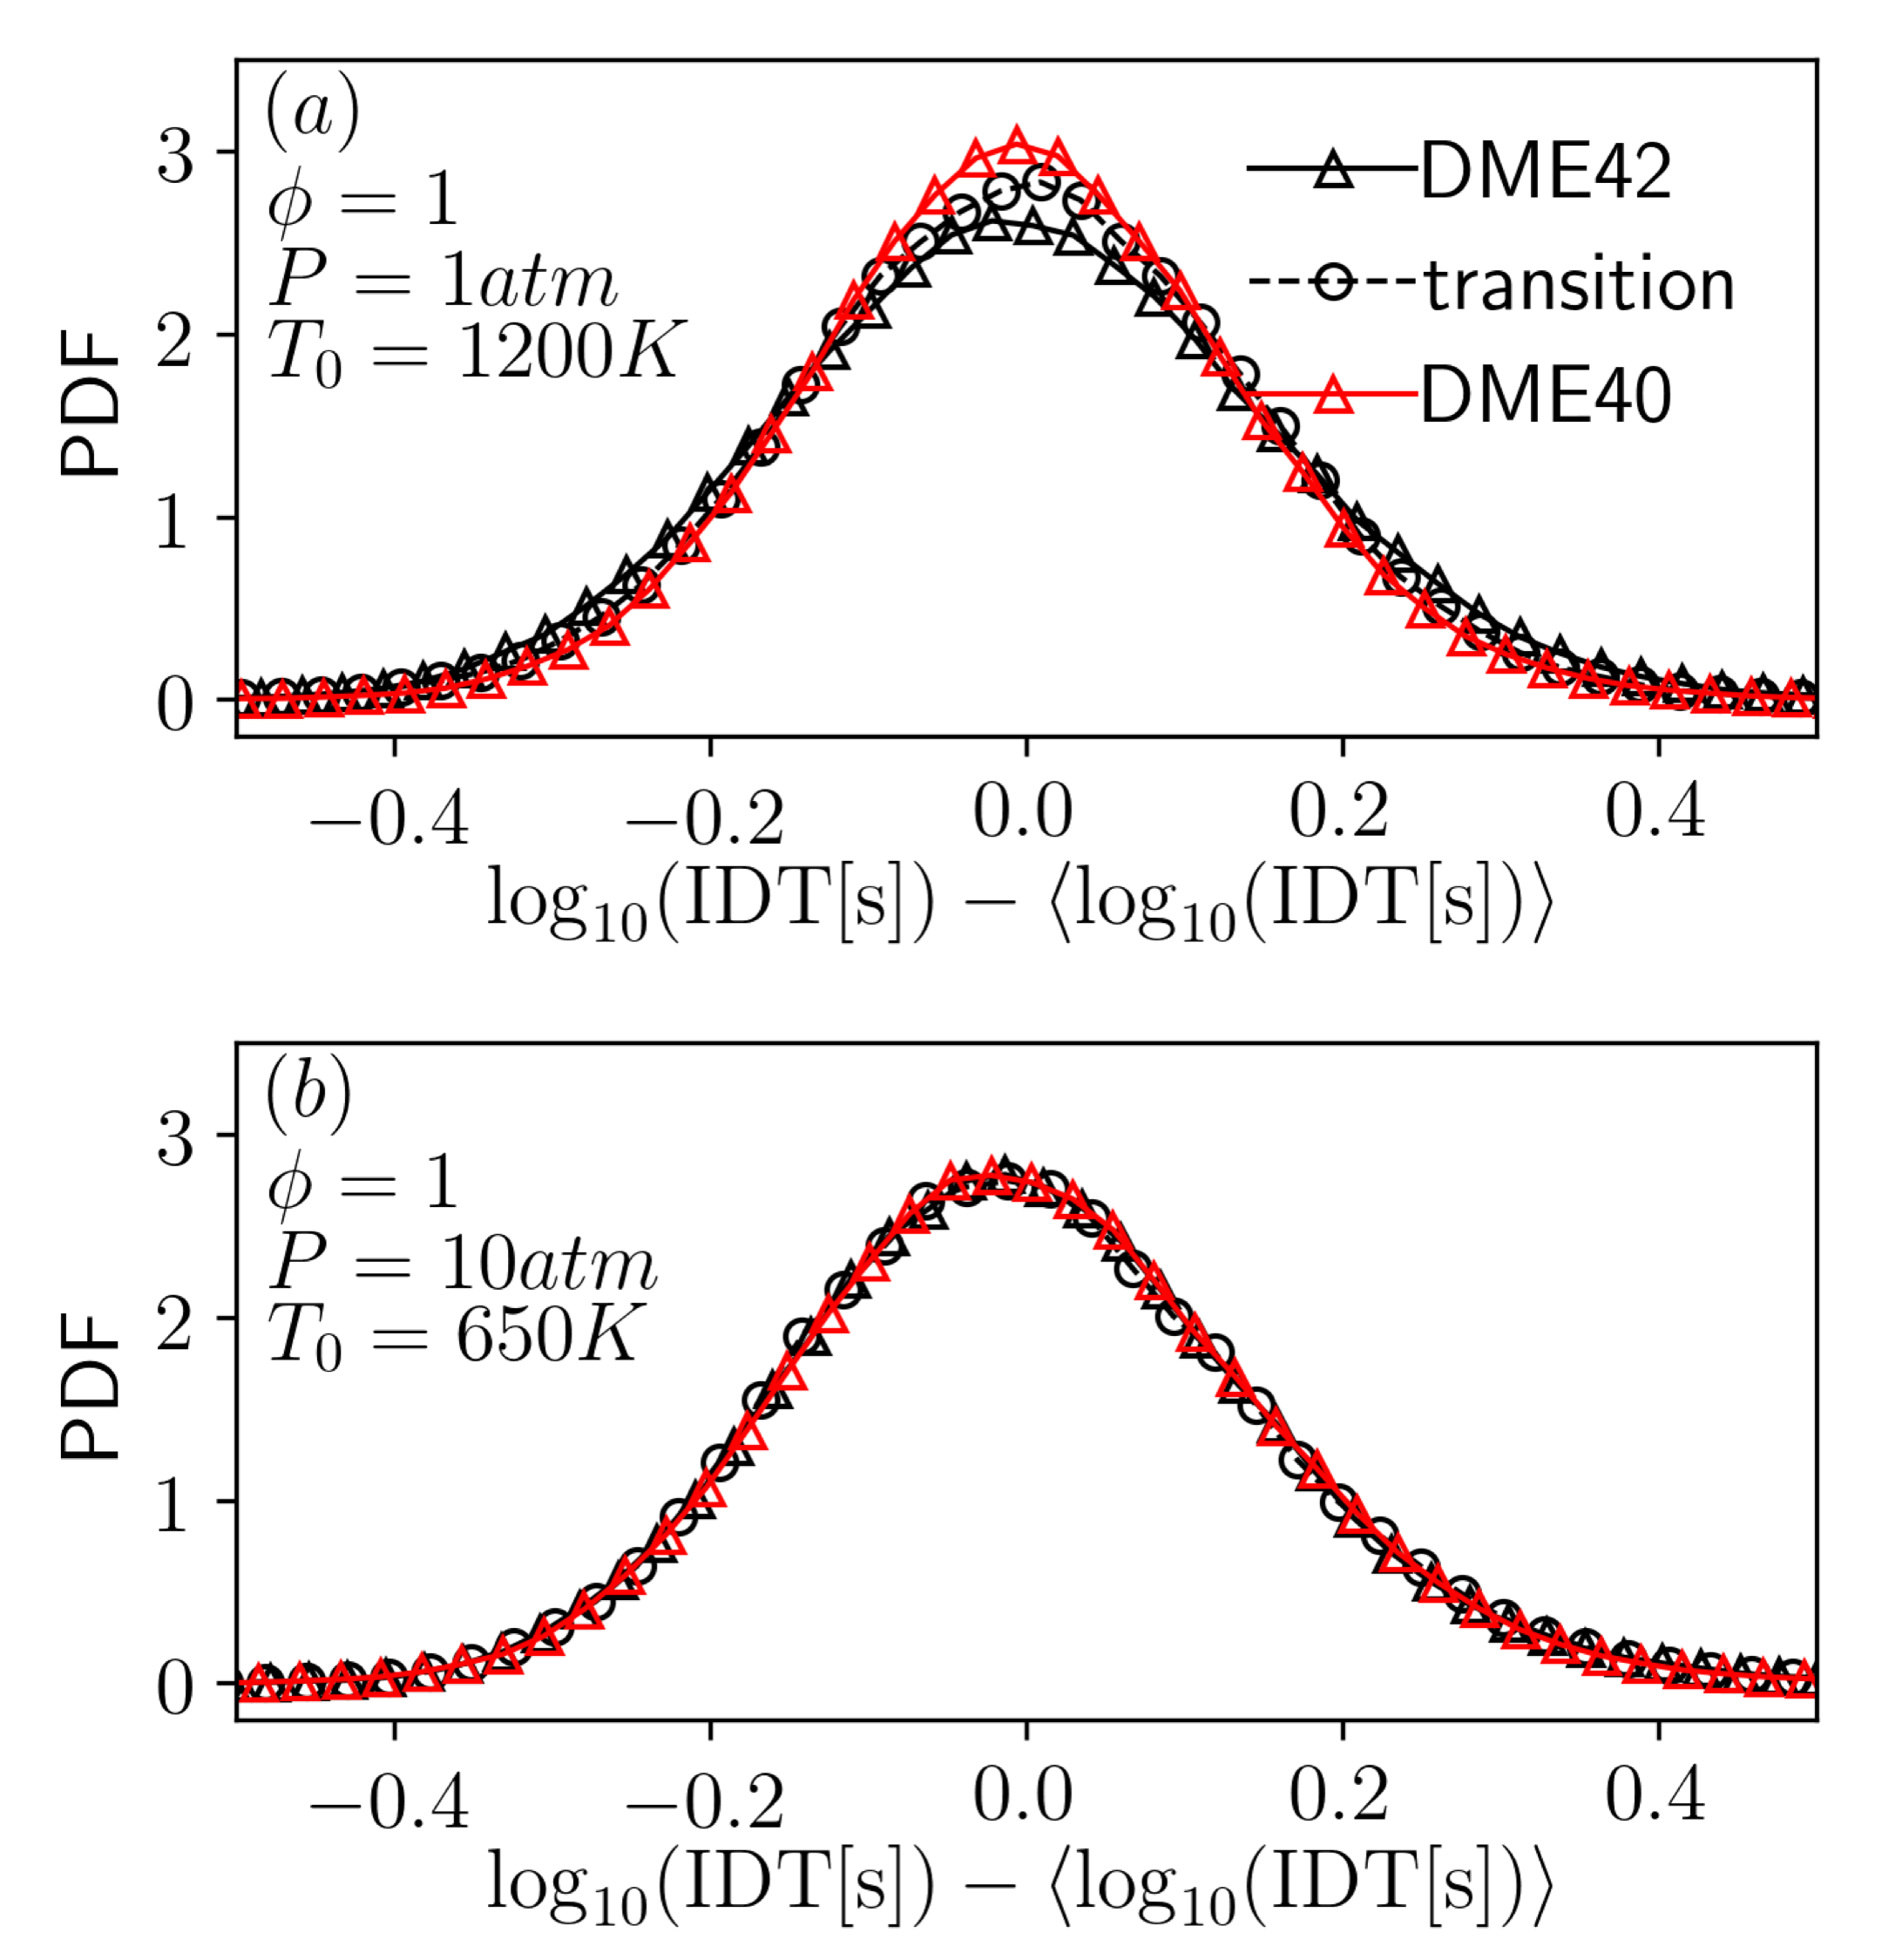 (a)
ϕ = 1
P = 1atm
T₀ = 1200K
DME42
transition
DME40
PDF
3
2
1
0
−0.4 −0.2 0.0 0.2 0.4
log₁₀(IDT[s]) − ⟨log₁₀(IDT[s])⟩
(b)
ϕ = 1
P = 10atm
T₀ = 650K
PDF
3
2
1
0
−0.4 −0.2 0.0 0.2 0.4
log₁₀(IDT[s]) − ⟨log₁₀(IDT[s])⟩